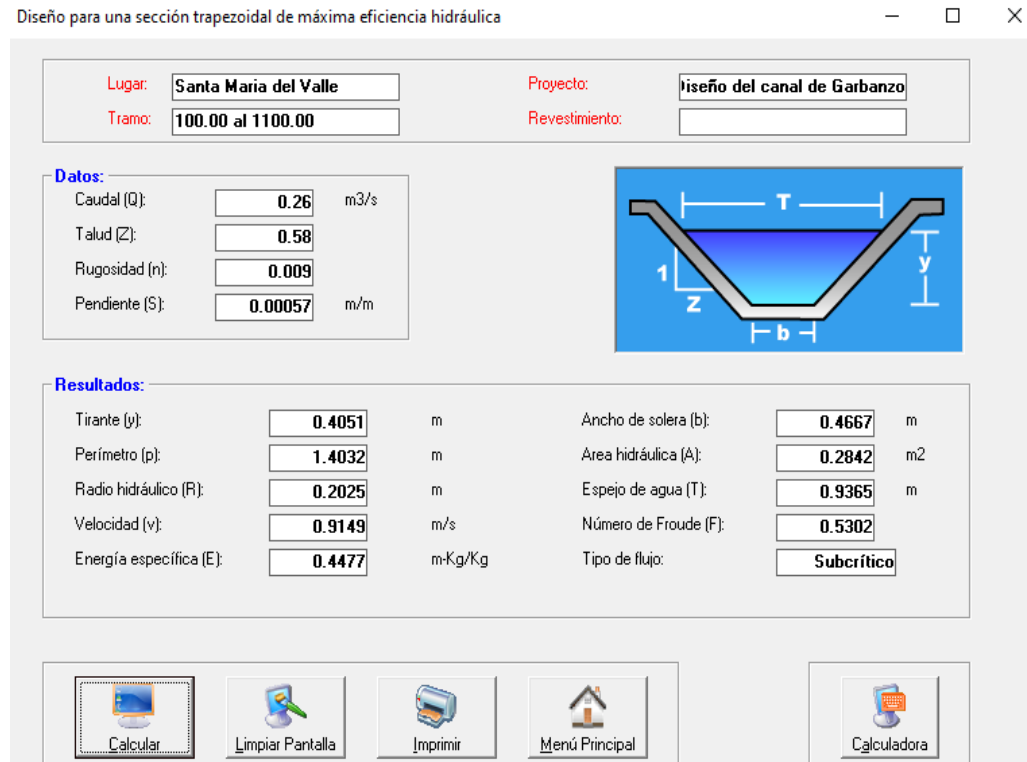 Diseño para una sección trapezoidal de máxima eficiencia hidráulica
Lugar: Santa Maria del Valle Proyecto: iseño del canal de Garbanzo
Tramo: 100.00 al 1100.00 Revestimiento:
Datos:
Caudal (Q): 0.26 m3/s
Talud (Z): 0.58
Rugosidad (n): 0.009
Pendiente (S): 0.00057 m/m
T
y
1
Z
b
Resultados:
Tirante (y): 0.4051 m Ancho de solera (b): 0.4667 m
Perímetro (p): 1.4032 m Area hidráulica (A): 0.2842 m2
Radio hidráulico (R): 0.2025 m Espejo de agua (T): 0.9365 m
Velocidad (v): 0.9149 m/s Número de Froude (F): 0.5302
Energía específica (E): 0.4477 m-Kg/Kg Tipo de flujo: Subcrítico
Calcular Limpiar Pantalla Imprimir Menú Principal Calculadora